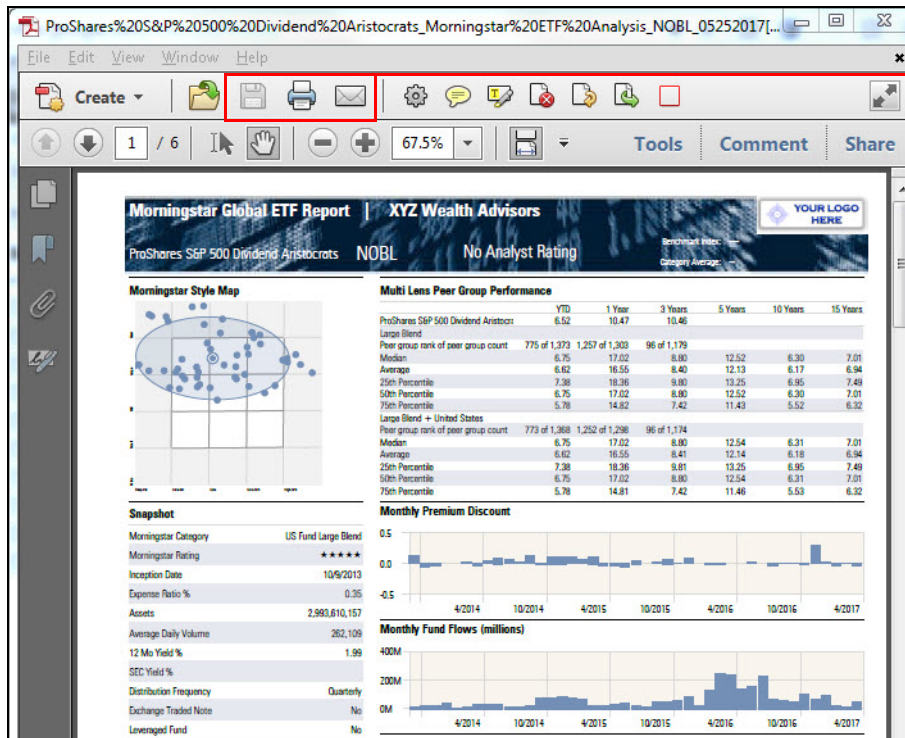 ProShares%20S&P%20500%20Dividend%20Aristocrats_Morningstar%20ETF%20Analysis_NOBL_05252017[...
File Edit View Window Help
Create
1 / 6 67.5% Tools Comment Share
Morningstar Global ETF Report | XYZ Wealth Advisors
YOUR LOGO
HERE
ProShares S&P 500 Dividend Aristocrats NOBL No Analyst Rating
Benchmark Index: —
Category Average: —
Morningstar Style Map
Multi Lens Peer Group Performance
YTD 1 Year 3 Years 5 Years 10 Years 15 Years
ProShares S&P 500 Dividend Aristocra 6.52 10.47 10.46
Large Blend
Peer group rank of peer group count 775 of 1,373 1,257 of 1,303 96 of 1,179
Median 6.75 17.02 8.80 12.52 6.30 7.01
Average 6.62 16.55 8.40 12.13 6.17 6.94
25th Percentile 7.38 18.36 9.80 13.25 6.95 7.49
50th Percentile 6.75 17.02 8.80 12.52 6.30 7.01
75th Percentile 5.78 14.82 7.42 11.43 5.52 6.32
Large Blend + United States
Peer group rank of peer group count 773 of 1,368 1,252 of 1,298 96 of 1,174
Median 6.75 17.02 8.80 12.54 6.31 7.01
Average 6.62 16.55 8.41 12.14 6.18 6.94
25th Percentile 7.38 18.36 9.81 13.25 6.95 7.49
50th Percentile 6.75 17.02 8.80 12.54 6.31 7.01
75th Percentile 5.78 14.81 7.42 11.46 5.53 6.32
Snapshot
Morningstar Category US Fund Large Blend
Morningstar Rating ★★★★★
Inception Date 10/9/2013
Expense Ratio % 0.35
Assets 2,993,610,157
Average Daily Volume 262,109
12 Mo Yield % 1.99
SEC Yield %
Distribution Frequency Quarterly
Exchange Traded Note No
Leveraged Fund No
Monthly Premium Discount
0.5
0.0
-0.5
4/2014 10/2014 4/2015 10/2015 4/2016 10/2016 4/2017
Monthly Fund Flows (millions)
400M
200M
0M
4/2014 10/2014 4/2015 10/2015 4/2016 10/2016 4/2017